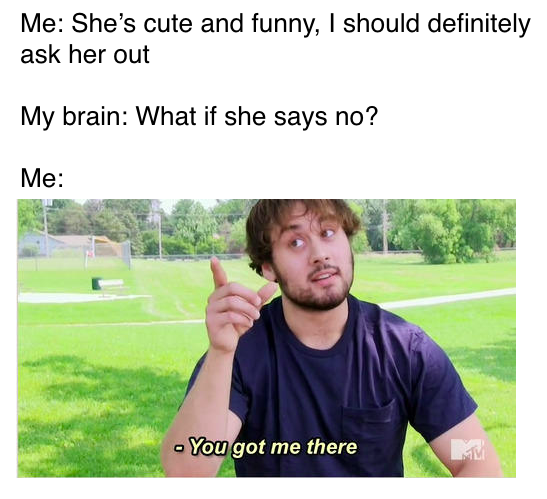 Me: She’s cute and funny, I should definitely
ask her out
My brain: What if she says no?
Me:
- You got me there
MTV